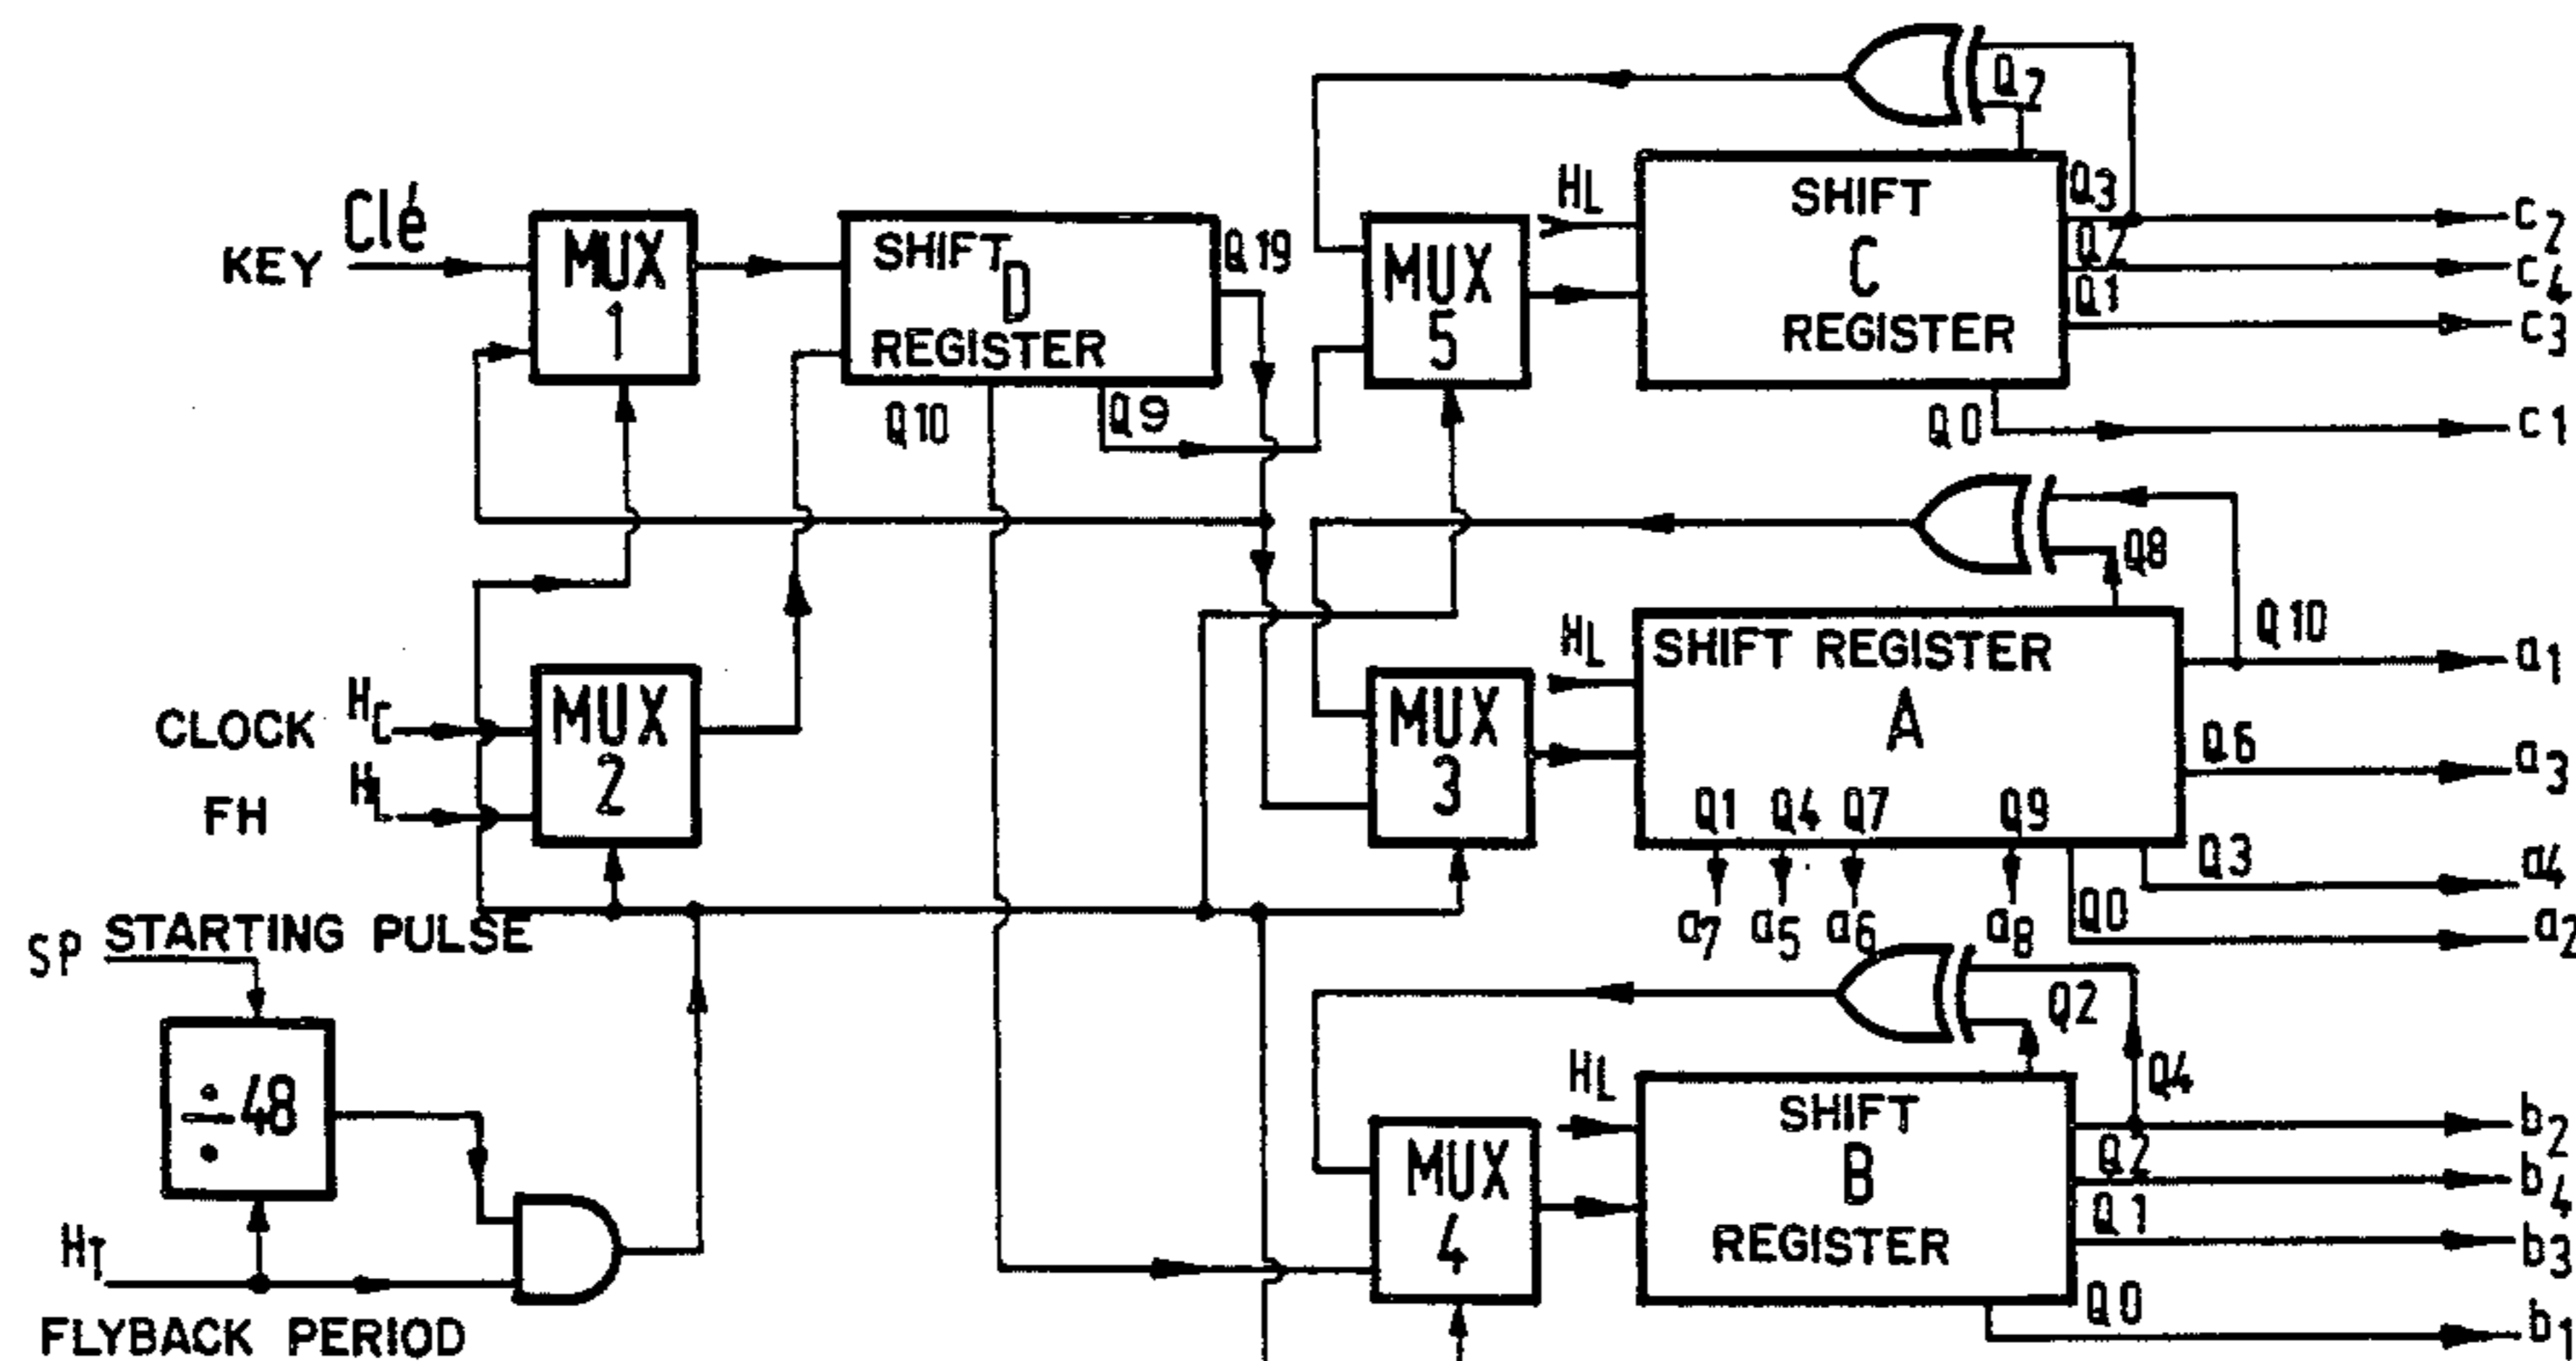 KEY
Clé
MUX
1
SHIFT
D
REGISTER
Q19
Q10
Q9
MUX
5
HL
SHIFT
C
REGISTER
Q2
Q3
Q2
Q1
Q0
c2
c4
c3
c1
CLOCK
FH
HC
HL
MUX
2
MUX
3
HL
SHIFT REGISTER
A
Q8
Q10
Q6
Q3
Q0
Q1 Q4 Q7 Q9
a7 a5 a6 a8
a1
a3
a4
a2
SP STARTING PULSE
÷48
HT
FLYBACK PERIOD
MUX
4
HL
SHIFT
B
REGISTER
Q2
Q4
Q2
Q1
Q0
b2
b4
b3
b1